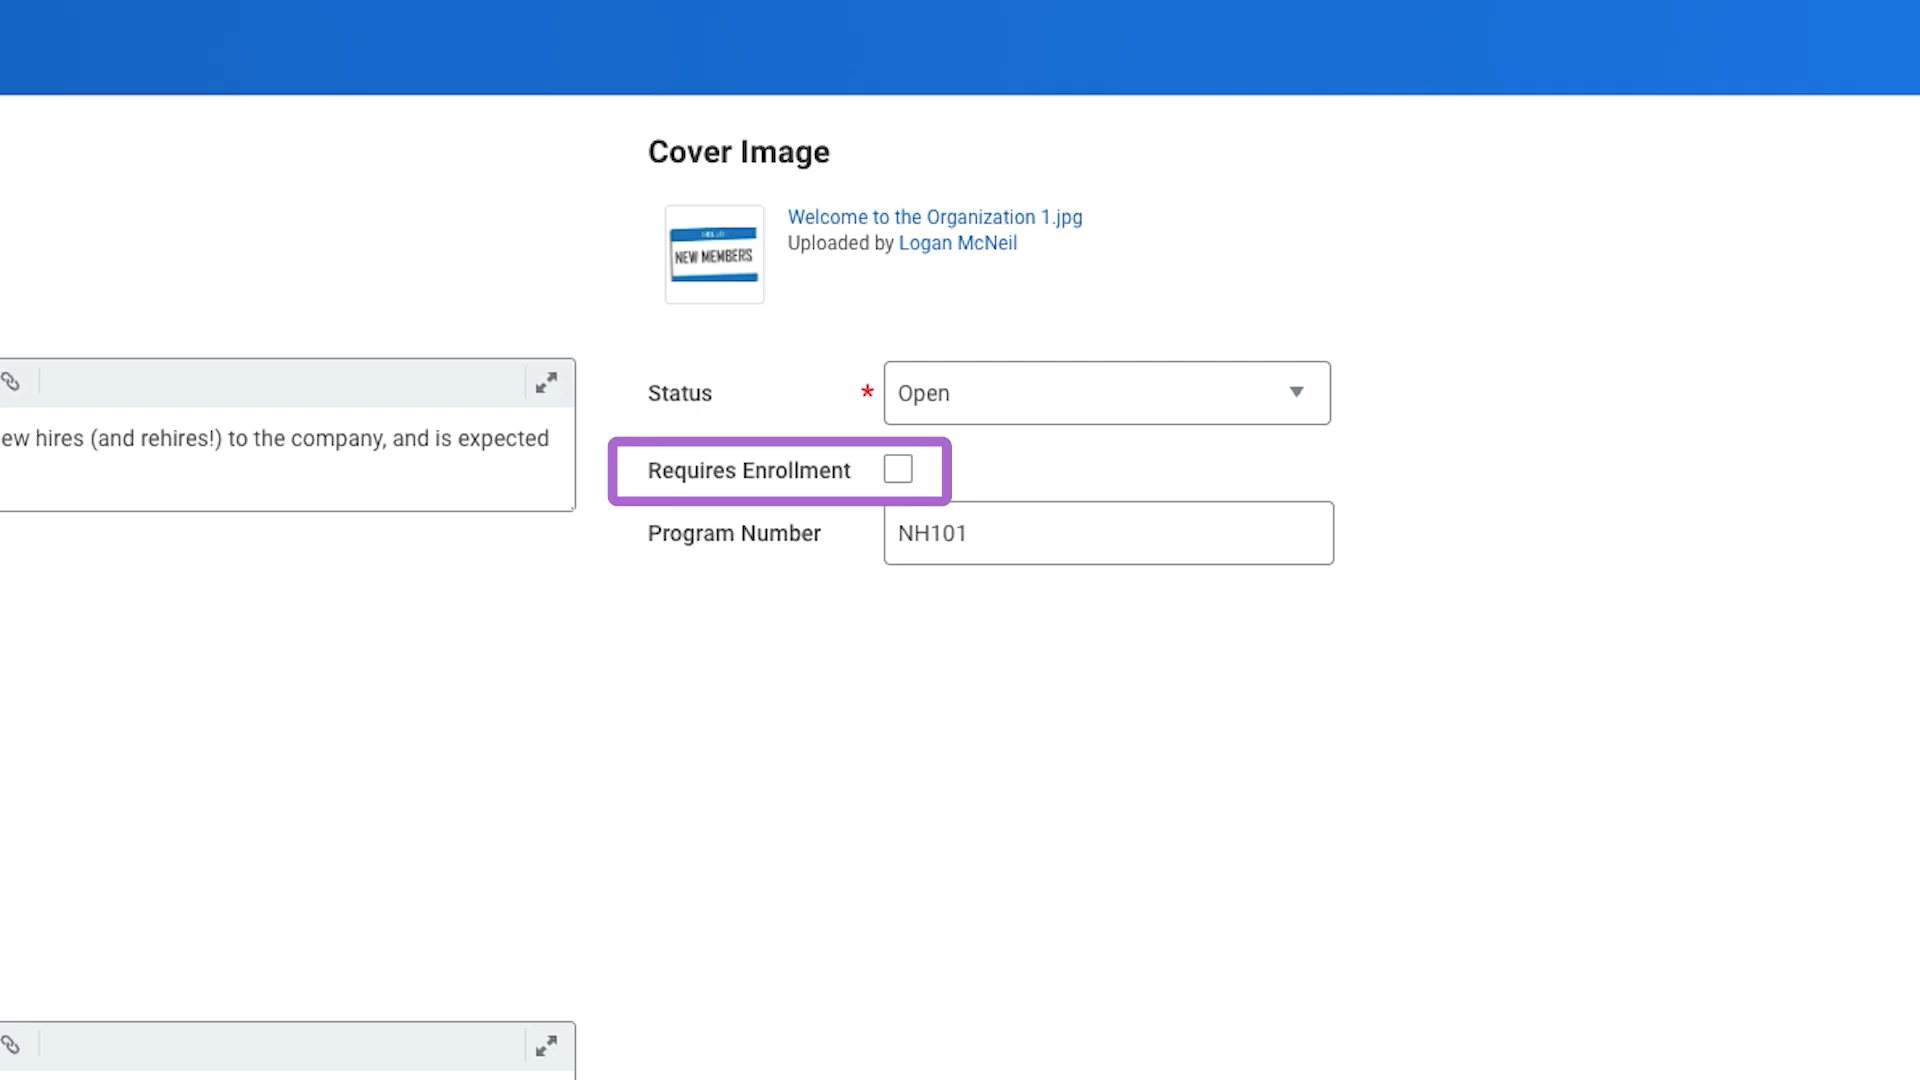 Cover Image
HELLO
NEW MEMBERS
Welcome to the Organization 1.jpg
Uploaded by Logan McNeil
Status * Open
ew hires (and rehires!) to the company, and is expected
Requires Enrollment
Program Number NH101